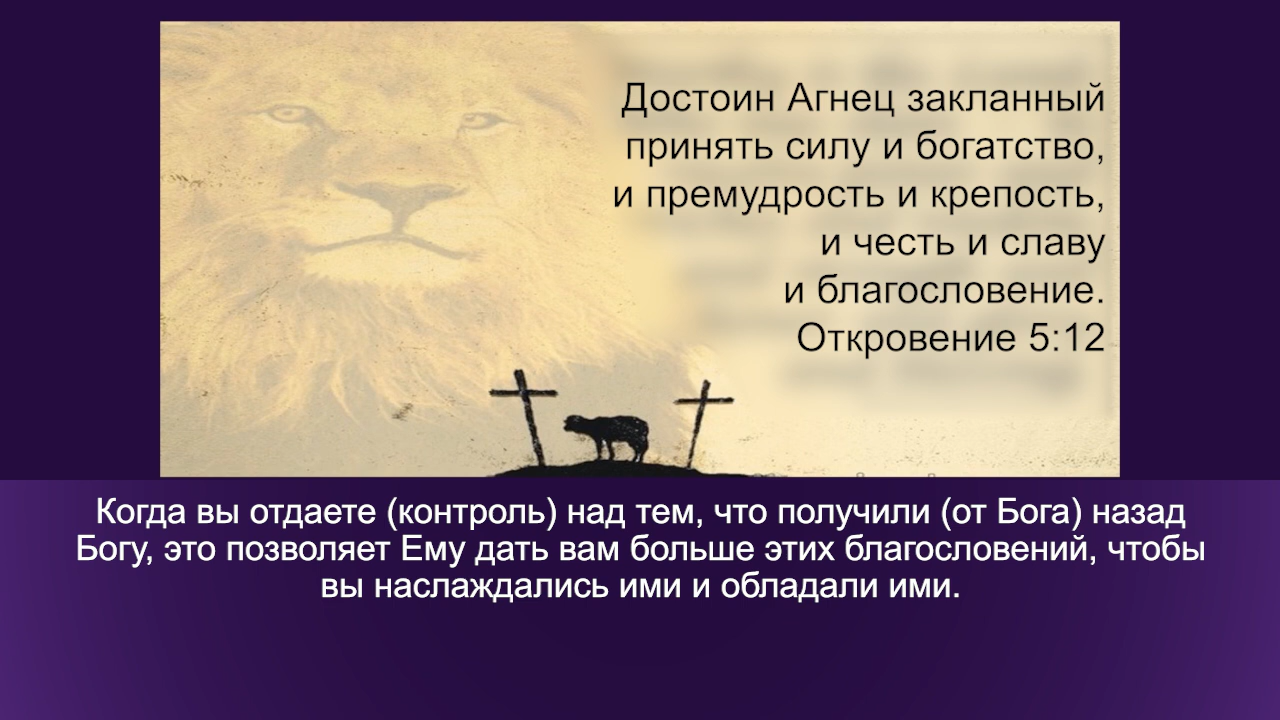 Достоин Агнец закланный
принять силу и богатство,
и премудрость и крепость,
и честь и славу
и благословение.
Откровение 5:12
Когда вы отдаете (контроль) над тем, что получили (от Бога) назад
Богу, это позволяет Ему дать вам больше этих благословений, чтобы
вы наслаждались ими и обладали ими.